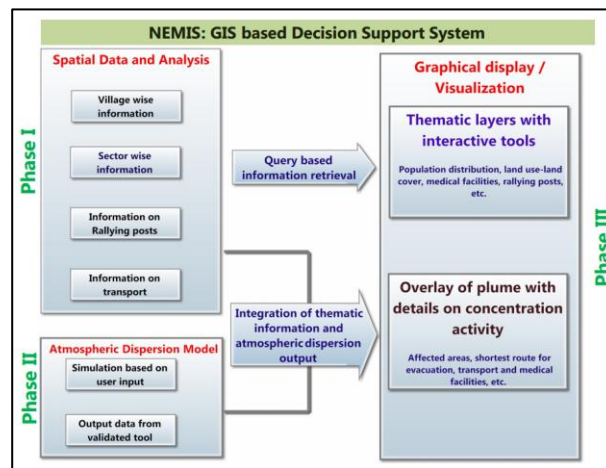 NEMIS: GIS based Decision Support System
Phase I
Spatial Data and Analysis
Village wise
information
Sector wise
information
Information on
Rallying posts
Information on
transport
Phase II
Atmospheric Dispersion Model
Simulation based on
user input
Output data from
validated tool
Query based
information retrieval
Integration of thematic
information and
atmospheric dispersion
output
Graphical display /
Visualization
Thematic layers with
interactive tools
Population distribution, land use-land
cover, medical facilities, rallying posts,
etc.
Overlay of plume with
details on concentration
activity
Affected areas, shortest route for
evacuation, transport and medical
facilities, etc.
Phase III